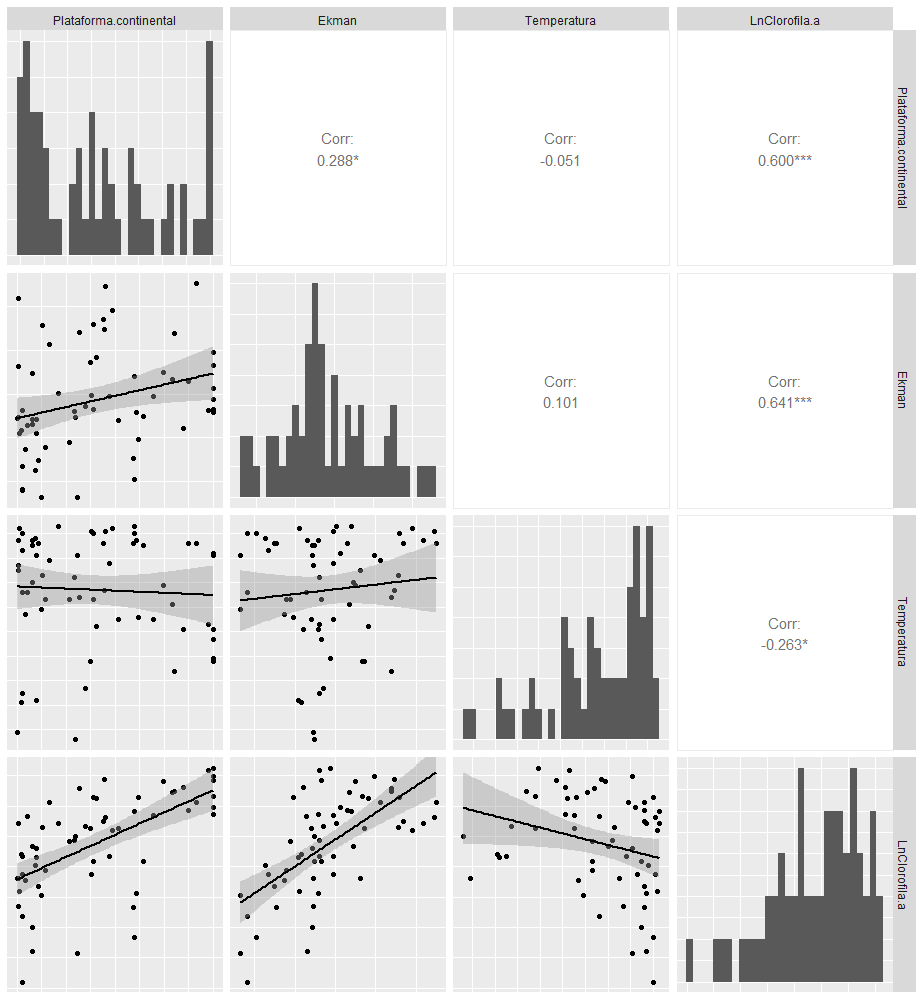 Plataforma.continental
Ekman
Temperatura
LnClorofila.a
Corr:
0.288*
Corr:
-0.051
Corr:
0.600***
Plataforma.continental
Corr:
0.101
Corr:
0.641***
Ekman
Corr:
-0.263*
Temperatura
LnClorofila.a